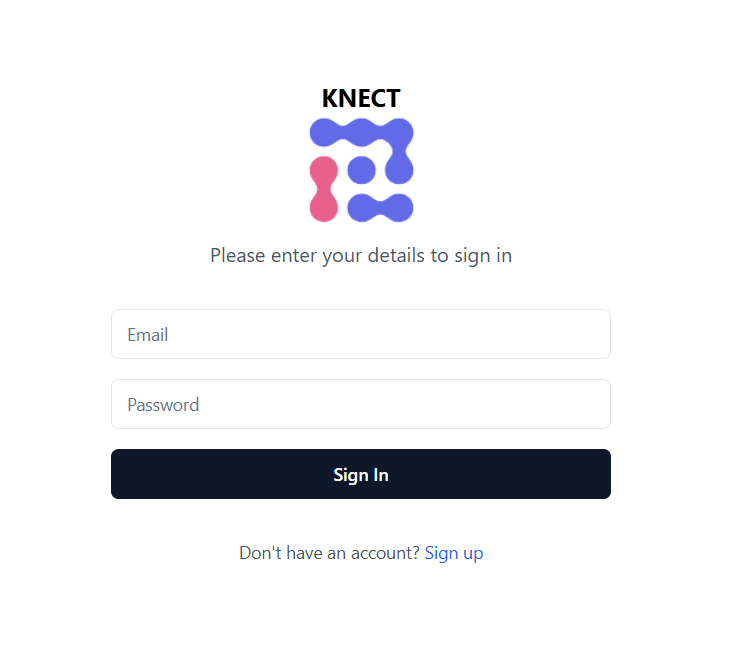 KNECT
Please enter your details to sign in
Email
Password
Sign In
Don't have an account? Sign up